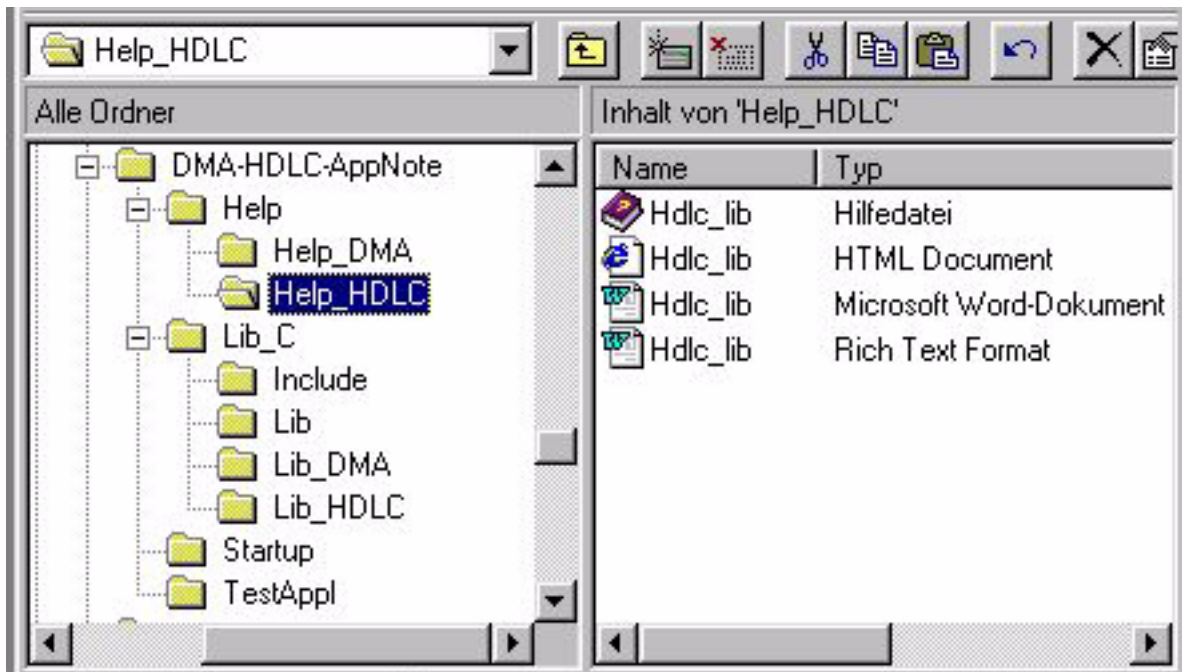 Help_HDLC
Alle Ordner
Inhalt von 'Help_HDLC'
DMA-HDLC-AppNote
Help
Help_DMA
Help_HDLC
Lib_C
Include
Lib
Lib_DMA
Lib_HDLC
Startup
TestAppl
Name Typ
Hdlc_lib Hilfedatei
Hdlc_lib HTML Document
Hdlc_lib Microsoft Word-Dokument
Hdlc_lib Rich Text Format